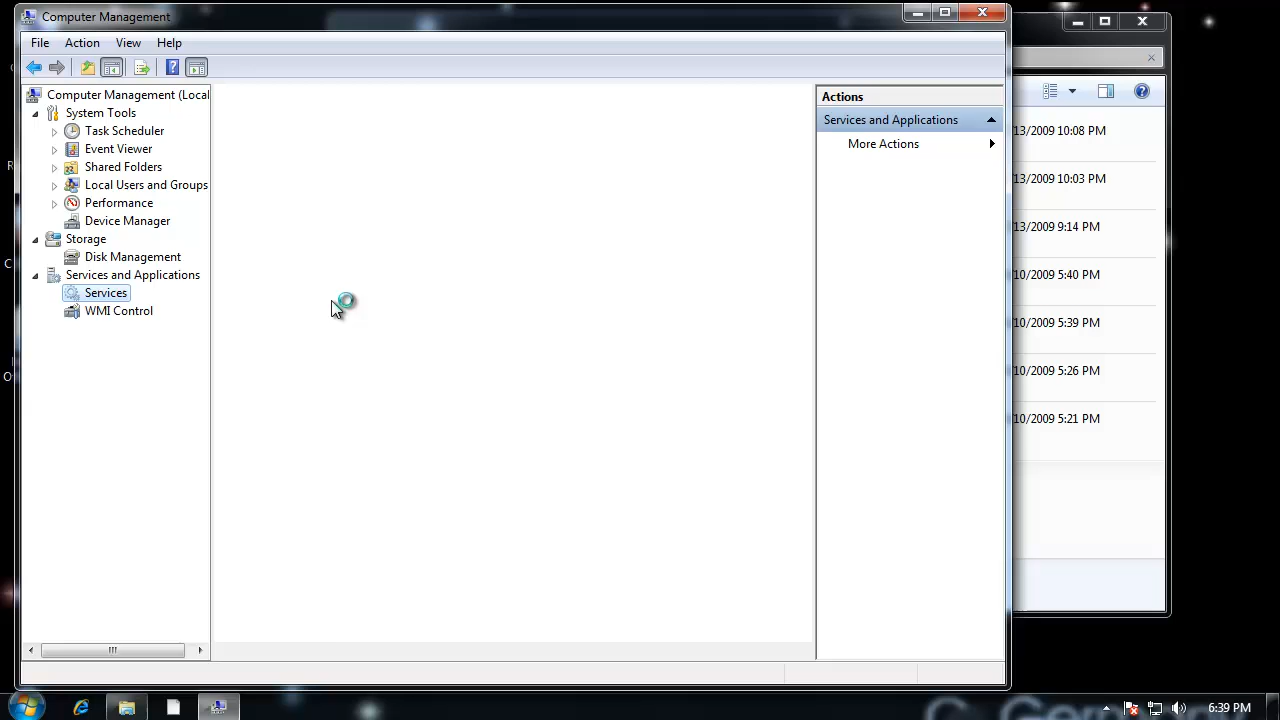 Computer Management
File Action View Help
Computer Management (Local
System Tools
Task Scheduler
Event Viewer
Shared Folders
Local Users and Groups
Performance
Device Manager
Storage
Disk Management
Services and Applications
Services
WMI Control
Actions
Services and Applications
More Actions
13/2009 10:08 PM
13/2009 10:03 PM
13/2009 9:14 PM
10/2009 5:40 PM
10/2009 5:39 PM
10/2009 5:26 PM
10/2009 5:21 PM
6:39 PM